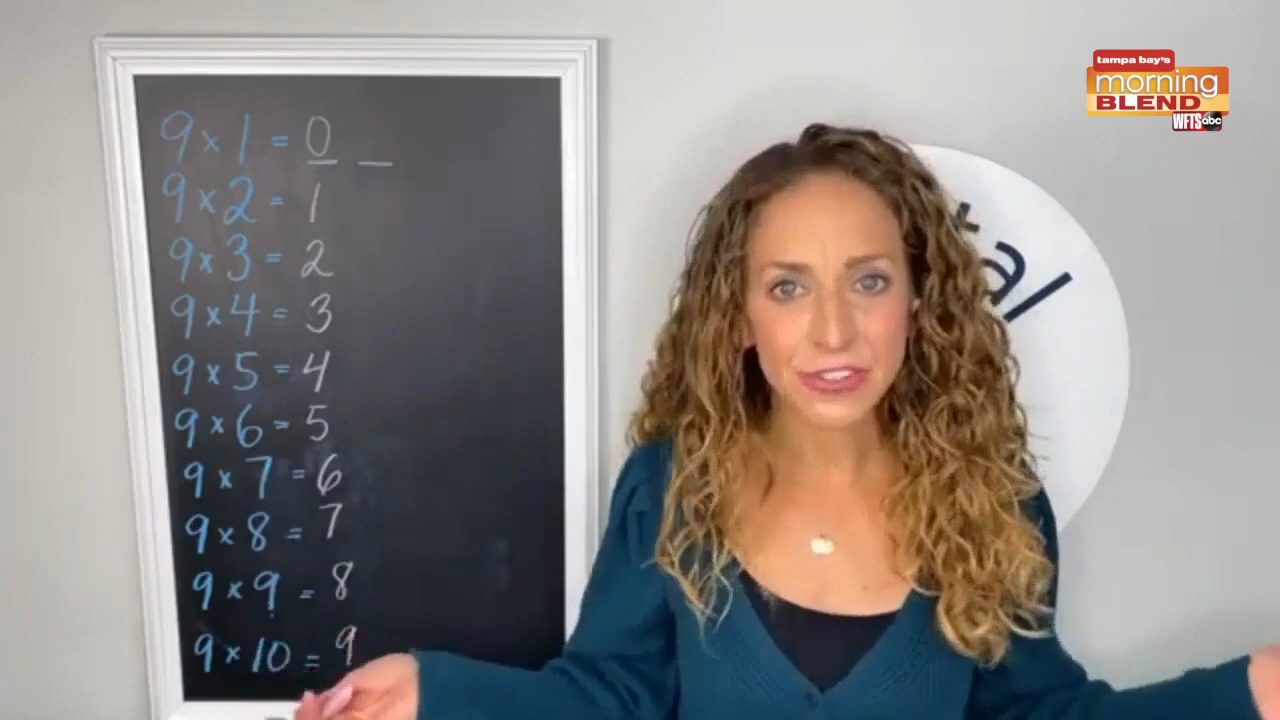 9 x 1 = 0 _
9 x 2 = 1
9 x 3 = 2
9 x 4 = 3
9 x 5 = 4
9 x 6 = 5
9 x 7 = 6
9 x 8 = 7
9 x 9 = 8
9 x 10 = 9
tampa bay's
morning
BLEND
WFTS abc
tal